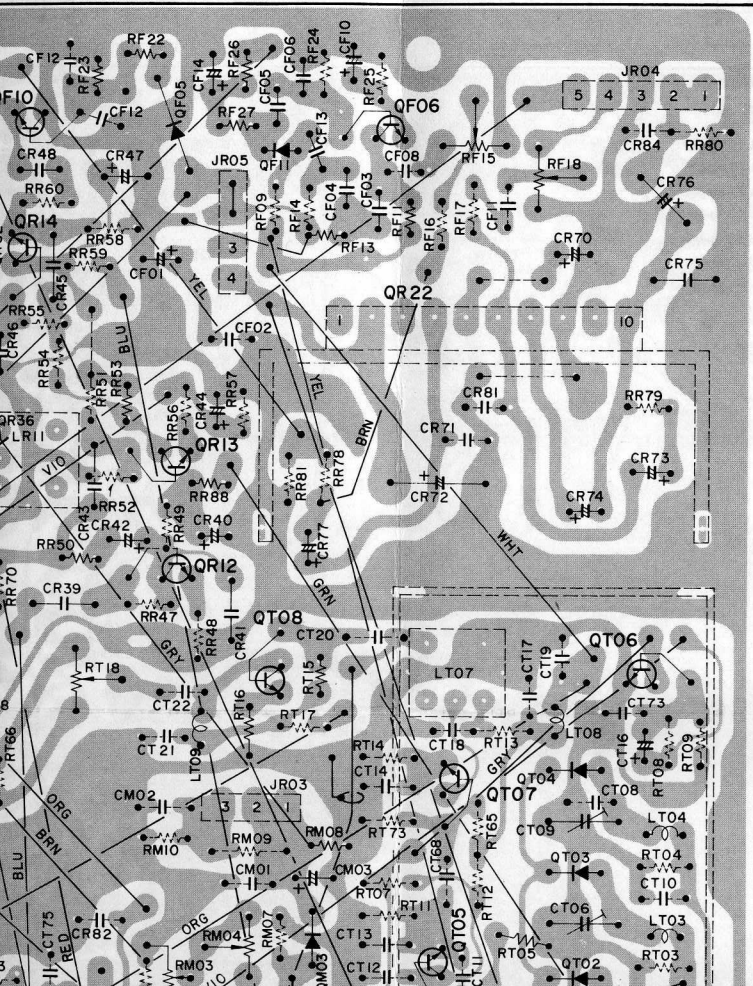 CF12
RF23
RF22
CF14
RF26
CF05
CF06
RF24
CF10
RF25
JR04
5 4 3 2 1
QF10
CF12
QF05
RF27
CF13
QF06
CR84
RR80
CR48
CR47
JR05
QF11
CF08
RF15
RF18
CR76
RR60
RF09
RF14
CF04
CF03
RF11
RF16
RF17
CF11
QR14
RR58
RR59
CR45
CF01
3
4
RF13
CR70
CR75
YEL
QR22
1
10
RR55
CR46
RR54
BLU
CF02
RR51
RR53
YEL
BRN
CR81
RR79
QR36
LR11
RR56
CR44
RR57
CR71
VIO
QR13
RR81
RR78
CR73
RR52
RR88
CR72
CR74
CR43
CR42
RR49
CR40
CR77
WHT
RR50
QR12
RR70
CR39
RR47
GRN
RR48
CR41
QT08
CT20
GRY
CT17
CT19
QT06
RT18
RT15
LT07
CT22
RT16
RT17
CT73
RT66
CT21
LT09
RT14
CT18
RT13
LT08
CT16
RT08
RT09
CT14
GRY
QT04
QT07
CM02
JR03
3 2 1
CT08
ORG
RM08
RT73
RT65
CT09
LT04
BRN
RM10
RM09
CT68
QT03
RT04
BLU
CM01
CM03
RT07
RT12
CT10
RT11
CT06
LT03
CR82
ORG
RM04
RM07
CT13
QT05
RT05
RT03
CT75
RED
RM03
VIO
QM03
CT12
CT11
QT02